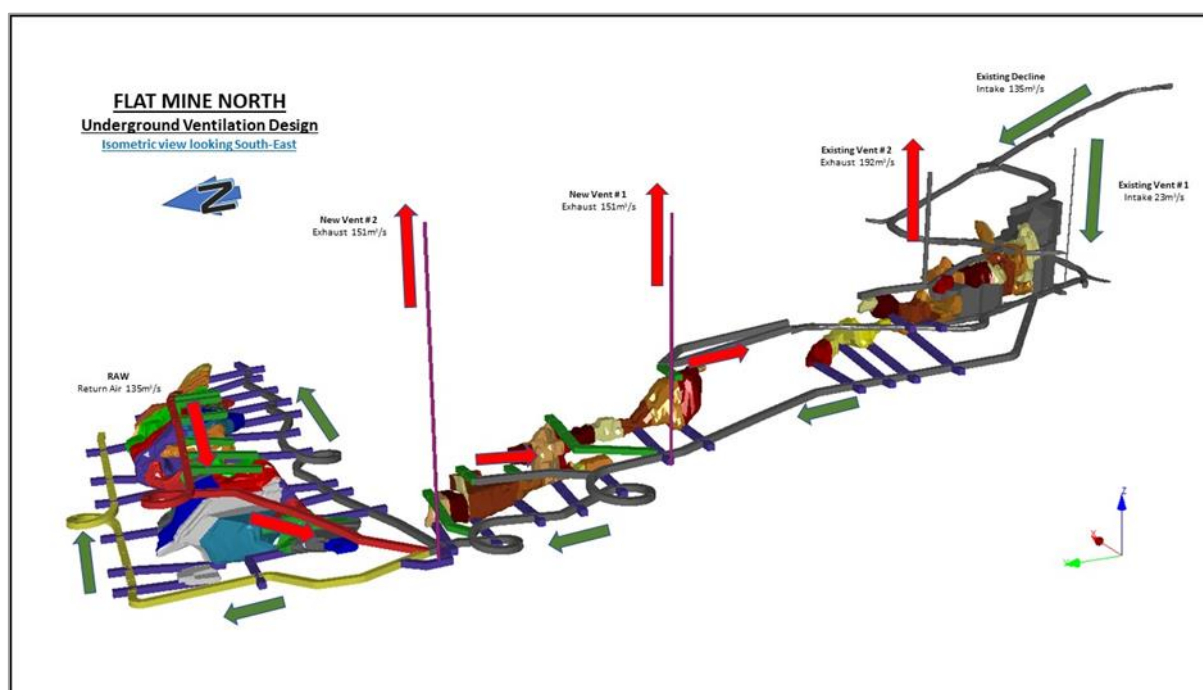 FLAT MINE NORTH
Underground Ventilation Design
Isometric view looking South-East
N
Existing Decline
Intake 135m³/s
Existing Vent # 2
Exhaust 192m³/s
Existing Vent # 1
Intake 23m³/s
New Vent # 1
Exhaust 151m³/s
New Vent # 2
Exhaust 151m³/s
RAW
Return Air 135m³/s
Z
X
Y